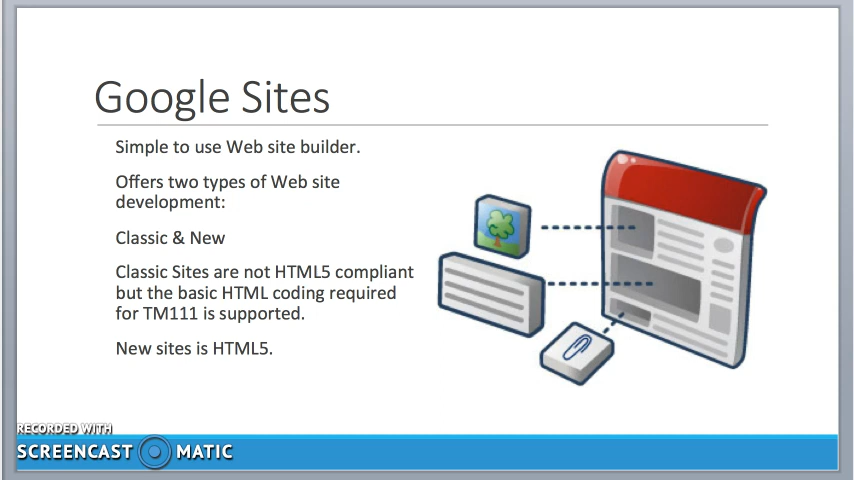 Google Sites
Simple to use Web site builder.
Offers two types of Web site
development:
Classic & New
Classic Sites are not HTML5 compliant
but the basic HTML coding required
for TM111 is supported.
New sites is HTML5.
RECORDED WITH
SCREENCAST MATIC